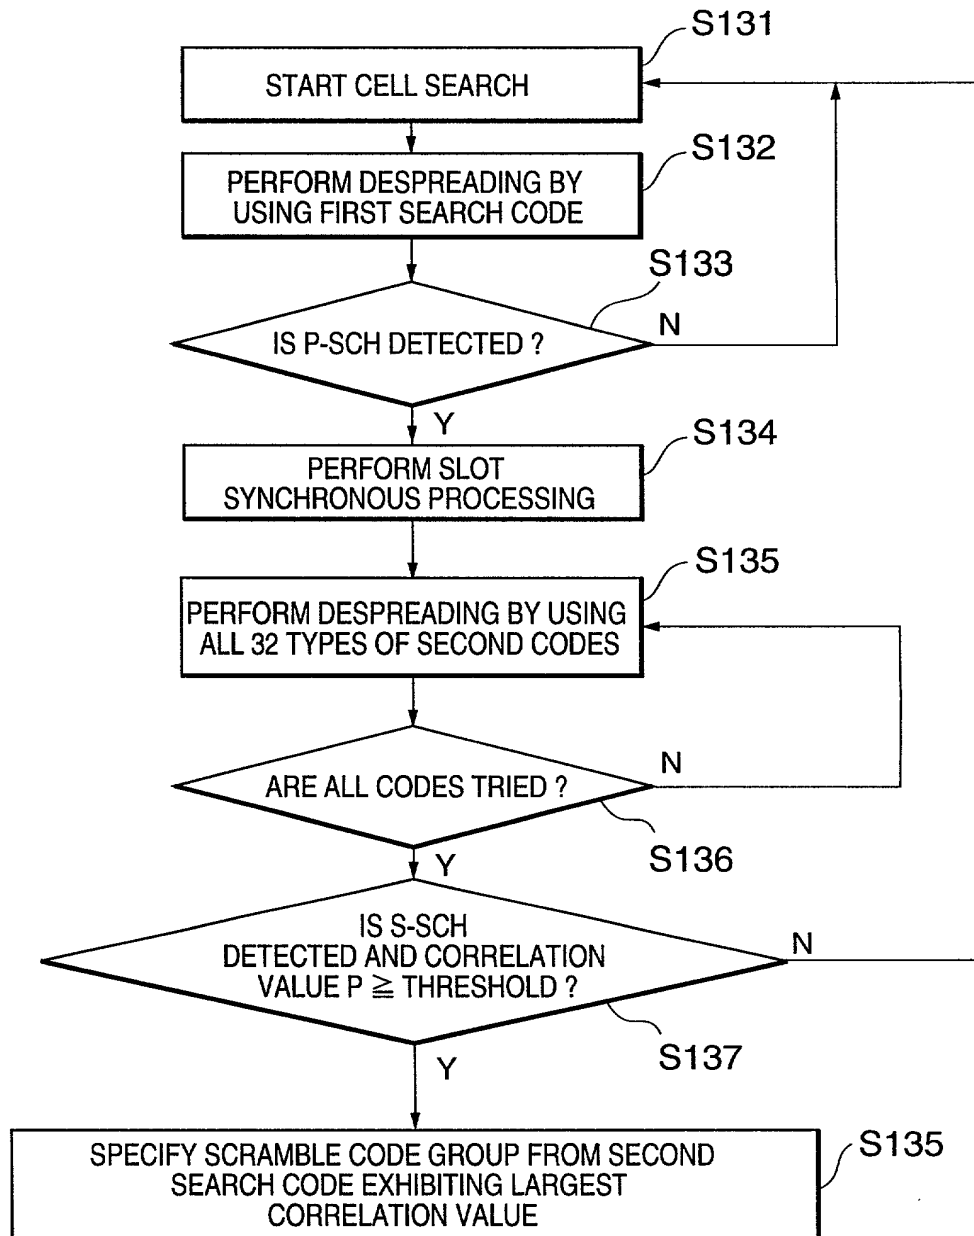 S131
START CELL SEARCH
S132
PERFORM DESPREADING BY
USING FIRST SEARCH CODE
S133
IS P-SCH DETECTED ?
N
Y
S134
PERFORM SLOT
SYNCHRONOUS PROCESSING
S135
PERFORM DESPREADING BY USING
ALL 32 TYPES OF SECOND CODES
ARE ALL CODES TRIED ?
N
S136
Y
IS S-SCH
DETECTED AND CORRELATION
VALUE P ≧ THRESHOLD ?
N
S137
Y
S135
SPECIFY SCRAMBLE CODE GROUP FROM SECOND
SEARCH CODE EXHIBITING LARGEST
CORRELATION VALUE